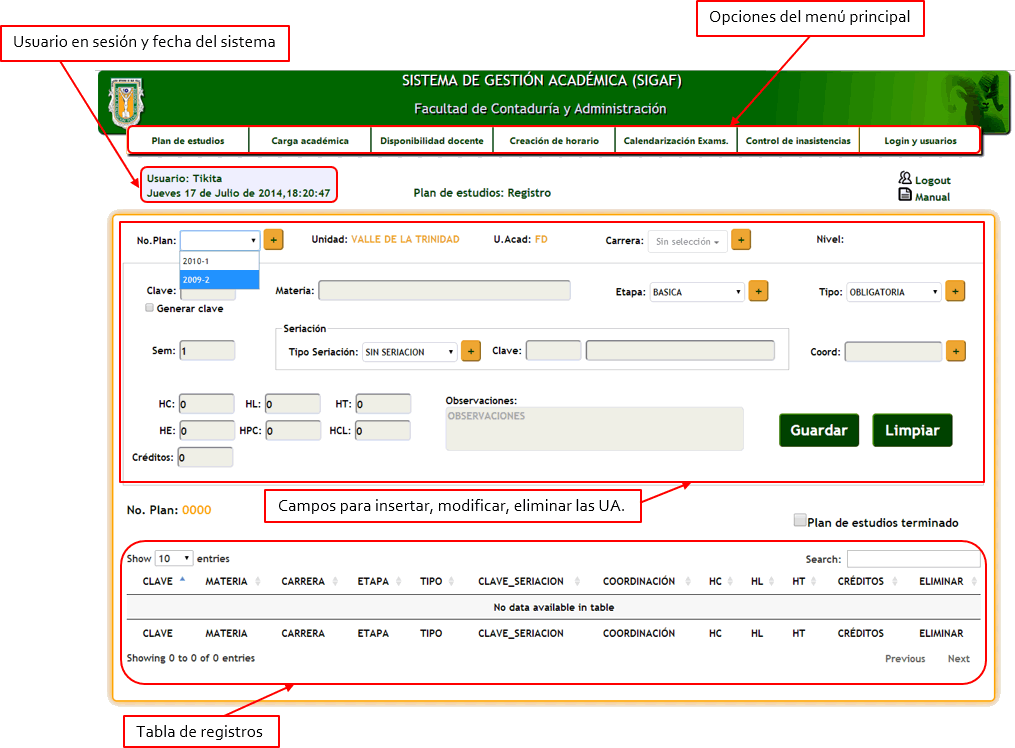 Opciones del menú principal
Usuario en sesión y fecha del sistema
SISTEMA DE GESTIÓN ACADÉMICA (SIGAF)
Facultad de Contaduría y Administración
Plan de estudios Carga académica Disponibilidad docente Creación de horario Calendarización Exams. Control de inasistencias Login y usuarios
Usuario: Tikita
Jueves 17 de Julio de 2014,18:20:47
Plan de estudios: Registro
Logout
Manual
No.Plan: + Unidad: VALLE DE LA TRINIDAD U.Acad: FD Carrera: Sin selección + Nivel:
2010-1
2009-2
Clave: Materia: Etapa: BASICA + Tipo: OBLIGATORIA +
Generar clave
Seriación
Sem: 1 Tipo Seriación: SIN SERIACION + Clave: Coord: +
HC: 0 HL: 0 HT: 0 Observaciones:
OBSERVACIONES
HE: 0 HPC: 0 HCL: 0 Guardar Limpiar
Créditos: 0
Campos para insertar, modificar, eliminar las UA.
No. Plan: 0000
Plan de estudios terminado
Show 10 entries Search:
CLAVE MATERIA CARRERA ETAPA TIPO CLAVE_SERIACION COORDINACIÓN HC HL HT CRÉDITOS ELIMINAR
No data available in table
CLAVE MATERIA CARRERA ETAPA TIPO CLAVE_SERIACION COORDINACIÓN HC HL HT CRÉDITOS ELIMINAR
Showing 0 to 0 of 0 entries Previous Next
Tabla de registros